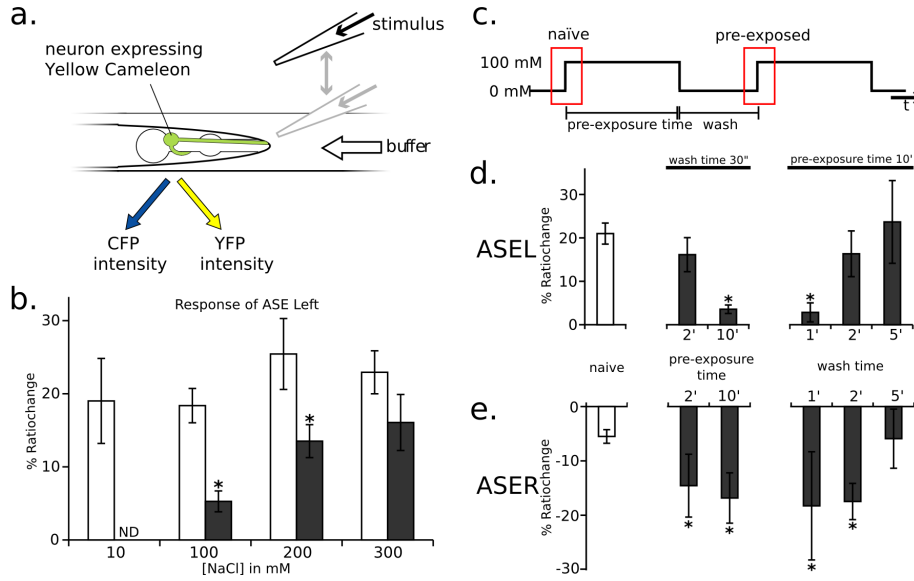 a.
stimulus
neuron expressing
Yellow Cameleon
buffer
CFP
intensity
YFP
intensity
b.
Response of ASE Left
% Ratiochange
30
20
10
0
ND
*
*
10
100
200
300
[NaCl] in mM
c.
naïve
pre-exposed
100 mM
0 mM
t
pre-exposure time
wash
d.
wash time 30"
pre-exposure time 10'
ASEL
% Ratiochange
30
20
10
0
*
*
2'
10'
1'
2'
5'
naive
pre-exposure
time
wash time
e.
2'
10'
1'
2'
5'
ASER
% Ratiochange
0
-10
-20
-30
*
*
*
*